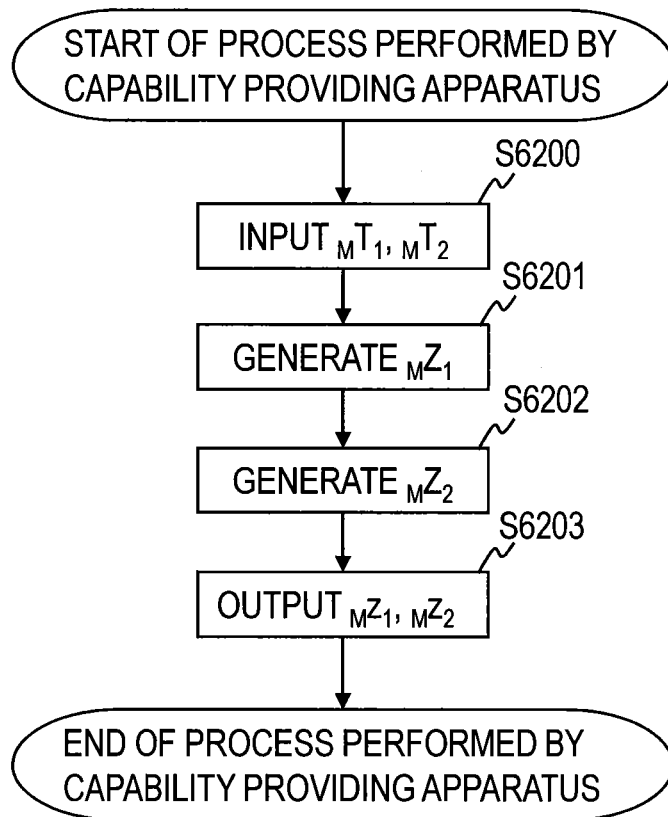 START OF PROCESS PERFORMED BY
CAPABILITY PROVIDING APPARATUS
S6200
INPUT MT1, MT2
S6201
GENERATE MZ1
S6202
GENERATE MZ2
S6203
OUTPUT Mz1, Mz2
END OF PROCESS PERFORMED BY
CAPABILITY PROVIDING APPARATUS